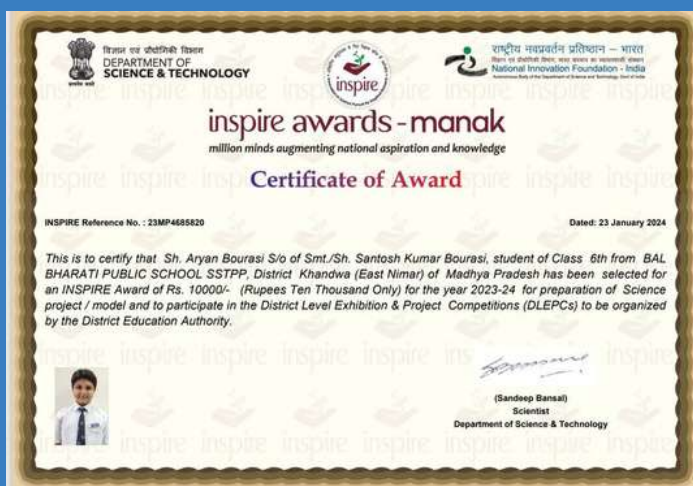 विज्ञान एवं प्रौद्योगिकी विभाग
DEPARTMENT OF
SCIENCE & TECHNOLOGY
inspire
राष्ट्रीय नवप्रवर्तन प्रतिष्ठान – भारत
National Innovation Foundation - India
inspire awards - manak
million minds augmenting national aspiration and knowledge
Certificate of Award
INSPIRE Reference No. : 23MP4685820
Dated: 23 January 2024
This is to certify that Sh. Aryan Bourasi S/o of Smt./Sh. Santosh Kumar Bourasi, student of Class 6th from BAL
BHARATI PUBLIC SCHOOL SSTPP, District Khandwa (East Nimar) of Madhya Pradesh has been selected for
an INSPIRE Award of Rs. 10000/- (Rupees Ten Thousand Only) for the year 2023-24 for preparation of Science
project / model and to participate in the District Level Exhibition & Project Competitions (DLEPCs) to be organized
by the District Education Authority.
(Sandeep Bansal)
Scientist
Department of Science & Technology